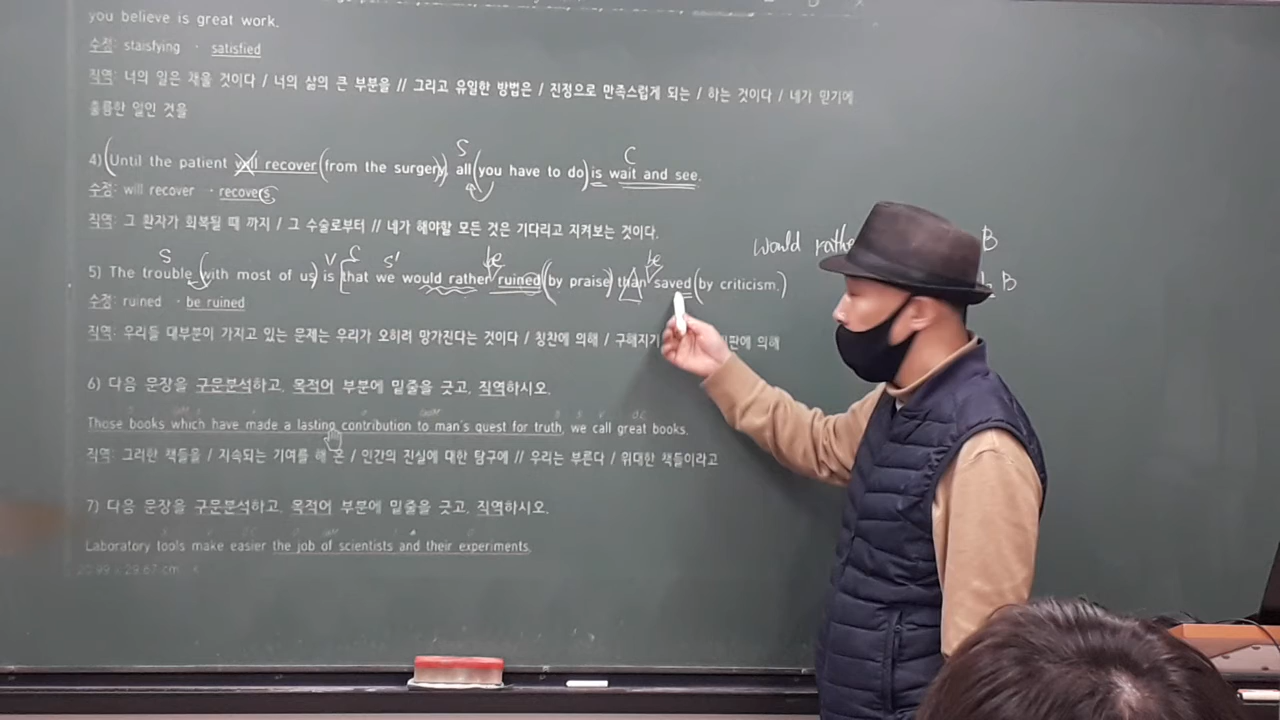 you believe is great work.
수정: staisfying · satisfied
직역: 너의 일은 채울 것이다 / 너의 삶의 큰 부분을 // 그리고 유일한 방법은 / 진정으로 만족스럽게 되는 / 하는 것이다 / 네가 믿기에
훌륭한 일인 것을
S C
4) (Until the patient will recover (from the surgery), all (you have to do) is wait and see.
수정: will recover · recovers
직역: 그 환자가 회복될 때 까지 / 그 수술로부터 // 네가 해야할 모든 것은 기다리고 지켜보는 것이다.
would rather B
S V C S' be be
5) The trouble (with most of us) is [that we would rather ruined (by praise) than saved (by criticism.)
B
수정: ruined · be ruined
직역: 우리들 대부분이 가지고 있는 문제는 우리가 오히려 망가진다는 것이다 / 칭찬에 의해 / 구해지기 판에 의해
6) 다음 문장을 구문분석하고, 목적어 부분에 밑줄을 긋고, 직역하시오.
Those books which have made a lasting contribution to man's quest for truth, we call great books.
직역: 그러한 책들을 / 지속되는 기여를 해 온 / 인간의 진실에 대한 탐구에 // 우리는 부른다 / 위대한 책들이라고
7) 다음 문장을 구문분석하고, 목적어 부분에 밑줄을 긋고, 직역하시오.
Laboratory tools make easier the job of scientists and their experiments.
20.99 x 29.67 cm <